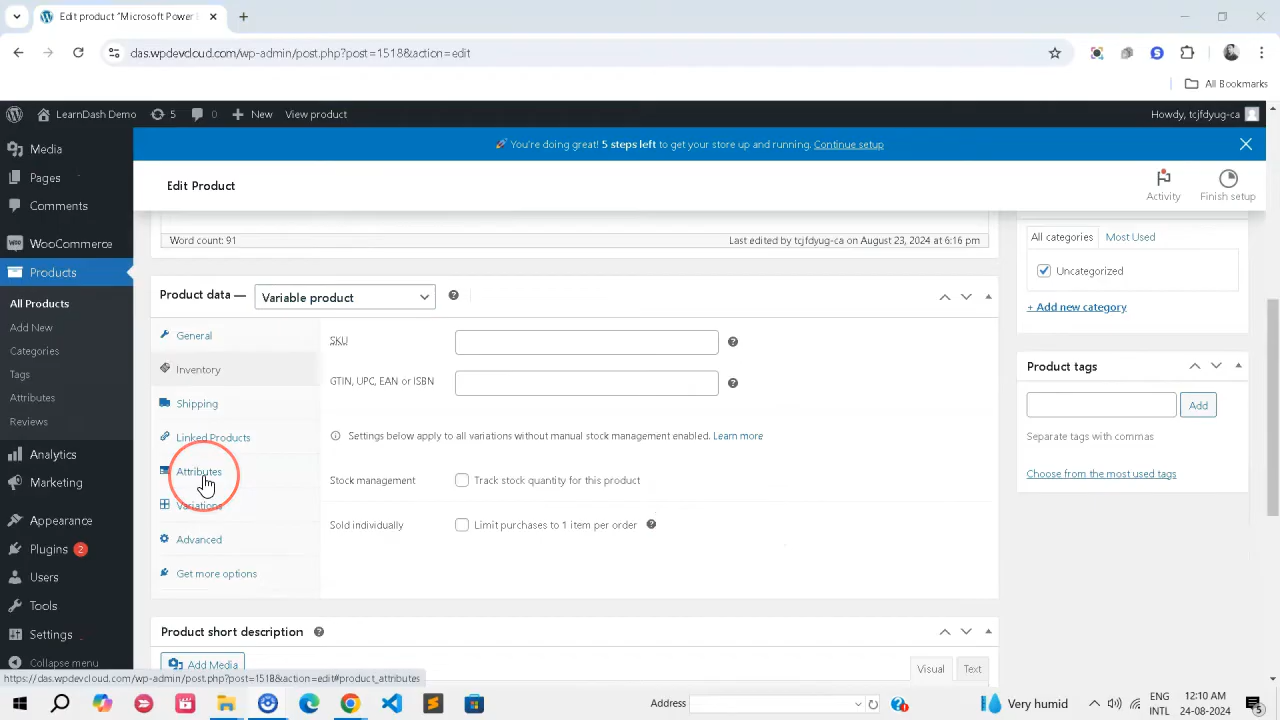 Edit product "Microsoft Power B
das.wpdevcloud.com/wp-admin/post.php?post=1518&action=edit
All Bookmarks
LearnDash Demo 5 0 New View product Howdy, tcjfdyug-ca
Media
Pages
Comments
WooCommerce
Products
All Products
Add New
Categories
Tags
Attributes
Reviews
Analytics
Marketing
Appearance
Plugins 2
Users
Tools
Settings
Collapse menu
🚀 You're doing great! 5 steps left to get your store up and running. Continue setup
Edit Product
Activity
Finish setup
Word count: 91 Last edited by tcjfdyug-ca on August 23, 2024 at 6:16 pm
Product data — Variable product
General
Inventory
Shipping
Linked Products
Attributes
Variations
Advanced
Get more options
SKU
GTIN, UPC, EAN or ISBN
Settings below apply to all variations without manual stock management enabled. Learn more
Stock management Track stock quantity for this product
Sold individually Limit purchases to 1 item per order
Product short description
Add Media
Visual Text
All categories Most Used
Uncategorized
+ Add new category
Product tags
Add
Separate tags with commas
Choose from the most used tags
https://das.wpdevcloud.com/wp-admin/post.php?post=1518&action=edit#product_attributes
Address
Very humid
ENG
INTL
12:10 AM
24-08-2024
5